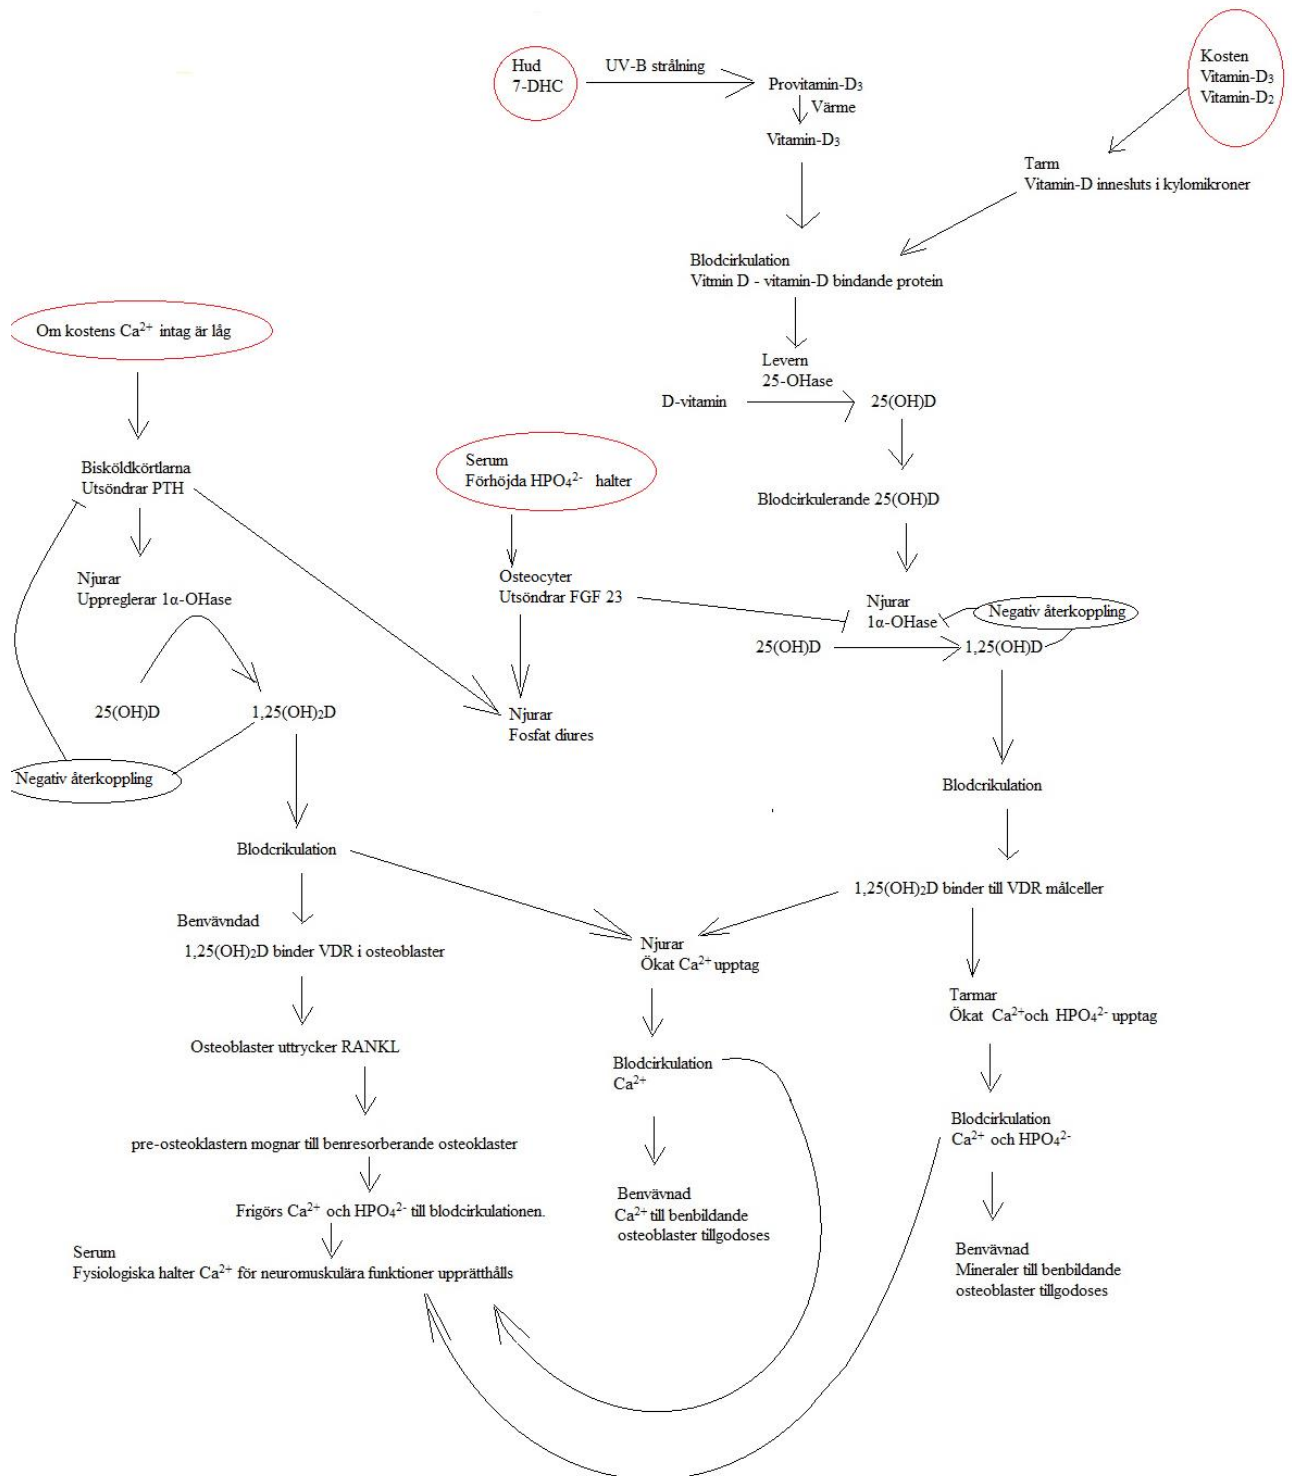 Hud
7-DHC
UV-B strålning
Provitamin-D₃
Värme
Vitamin-D₃
Kosten
Vitamin-D₃
Vitamin-D₂
Tarm
Vitamin-D innesluts i kylomikroner
Blodcirkulation
Vitmin D - vitamin-D bindande protein
Levern
25-OHase
D-vitamin
25(OH)D
Blodcirkulerande 25(OH)D
Njurar
1α-OHase
Negativ återkoppling
25(OH)D
1,25(OH)D
Blodcrikulation
1,25(OH)₂D binder till VDR målceller
Tarmar
Ökat Ca²⁺och HPO₄²⁻ upptag
Blodcirkulation
Ca²⁺ och HPO₄²⁻
Benvävnad
Mineraler till benbildande
osteoblaster tillgodoses
Serum
Förhöjda HPO₄²⁻ halter
Osteocyter
Utsöndrar FGF 23
Njurar
Fosfat diures
Om kostens Ca²⁺ intag är låg
Bisköldkörtlarna
Utsöndrar PTH
Njurar
Uppreglerar 1α-OHase
25(OH)D
1,25(OH)₂D
Negativ återkoppling
Blodcrikulation
Benvävndad
1,25(OH)₂D binder VDR i osteoblaster
Osteoblaster uttrycker RANKL
pre-osteoklastern mognar till benresorberande osteoklaster
Frigörs Ca²⁺ och HPO₄²⁻ till blodcirkulationen.
Serum
Fysiologiska halter Ca²⁺ för neuromuskulära funktioner upprätthålls
Njurar
Ökat Ca²⁺ upptag
Blodcirkulation
Ca²⁺
Benvävnad
Ca²⁺ till benbildande
osteoblaster tillgodoses